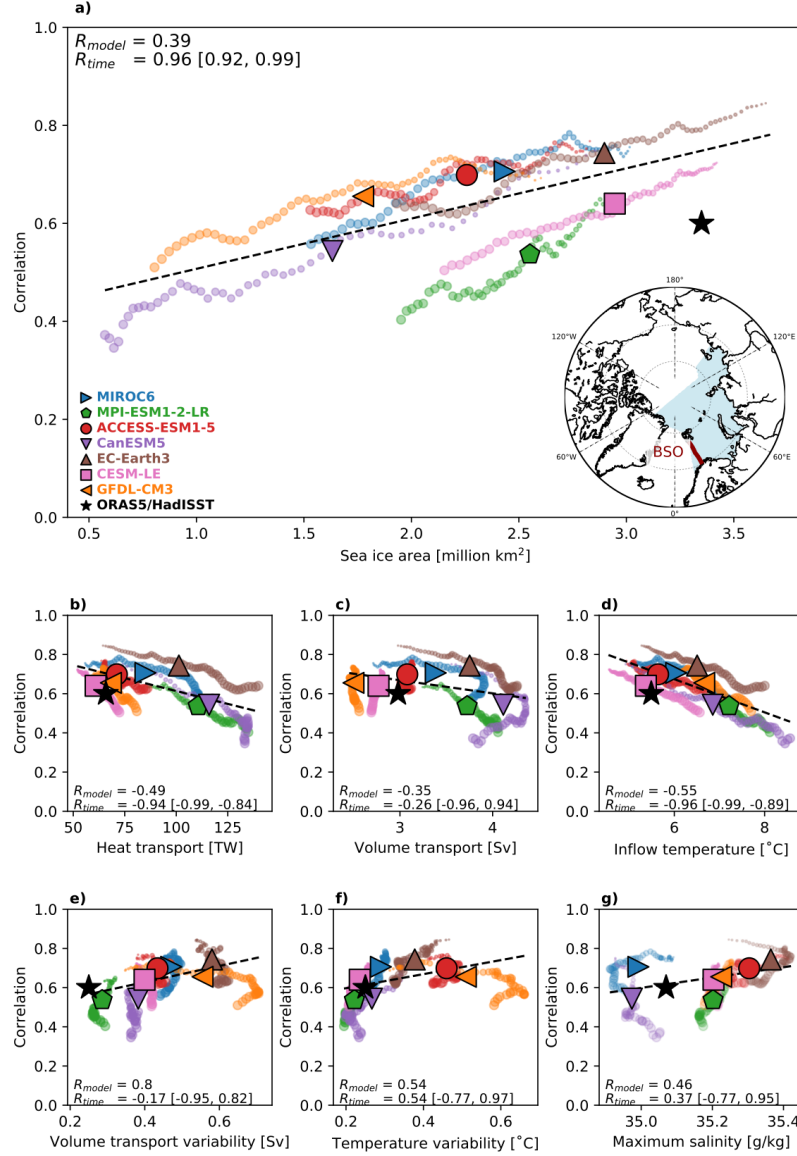 a)
1.0
0.8
0.6
0.4
0.2
0.0
Correlation
R_model = 0.39
R_time = 0.96 [0.92, 0.99]
MIROC6
MPI-ESM1-2-LR
ACCESS-ESM1-5
CanESM5
EC-Earth3
CESM-LE
GFDL-CM3
ORAS5/HadISST
180°
120°W
120°E
60°W
60°E
0°
BSO
0.5 1.0 1.5 2.0 2.5 3.0 3.5
Sea ice area [million km²]
b)
1.0
0.8
0.6
0.4
0.2
0.0
Correlation
R_model = -0.49
R_time = -0.94 [-0.99, -0.84]
50 75 100 125
Heat transport [TW]
c)
1.0
0.8
0.6
0.4
0.2
0.0
Correlation
R_model = -0.35
R_time = -0.26 [-0.96, 0.94]
3 4
Volume transport [Sv]
d)
1.0
0.8
0.6
0.4
0.2
0.0
Correlation
R_model = -0.55
R_time = -0.96 [-0.99, -0.89]
6 7 8
Inflow temperature [˚C]
e)
1.0
0.8
0.6
0.4
0.2
0.0
Correlation
R_model = 0.8
R_time = -0.17 [-0.95, 0.82]
0.2 0.4 0.6
Volume transport variability [Sv]
f)
1.0
0.8
0.6
0.4
0.2
0.0
Correlation
R_model = 0.54
R_time = 0.54 [-0.77, 0.97]
0.2 0.4 0.6
Temperature variability [˚C]
g)
1.0
0.8
0.6
0.4
0.2
0.0
Correlation
R_model = 0.46
R_time = 0.37 [-0.77, 0.95]
35.0 35.2 35.4
Maximum salinity [g/kg]